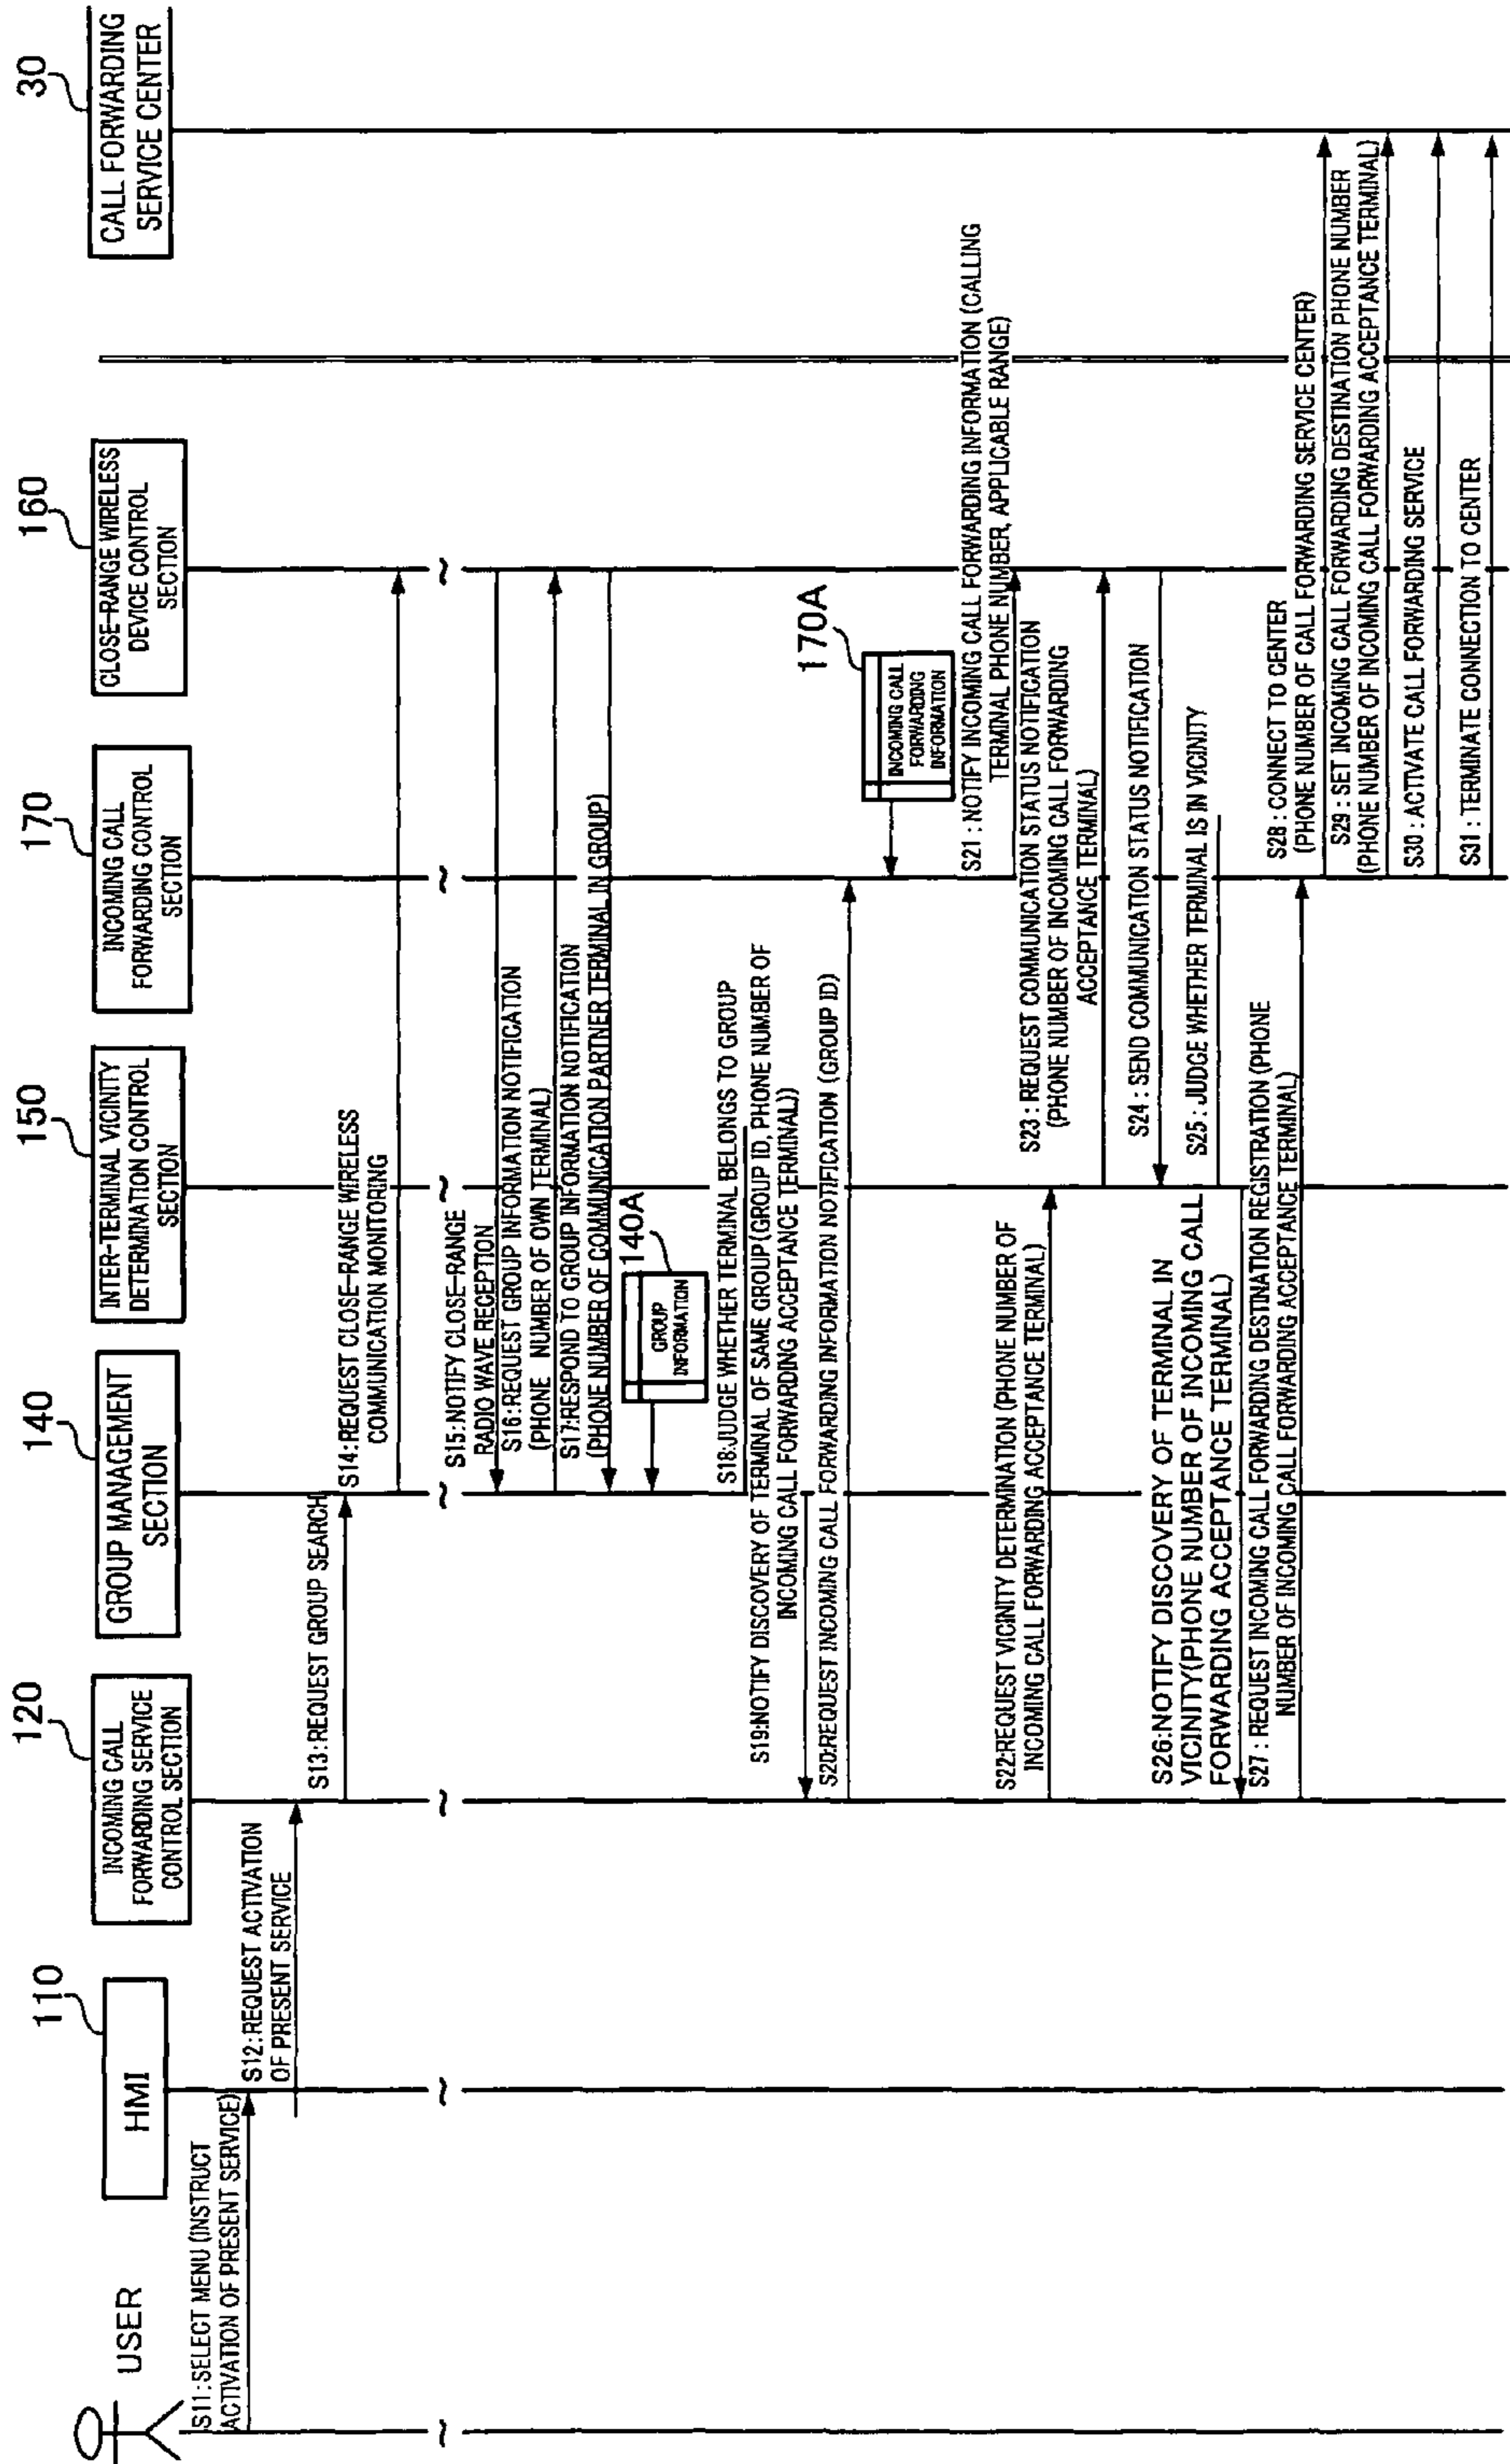 USER
110
HMI
120
INCOMING CALL
FORWARDING SERVICE
CONTROL SECTION
140
GROUP MANAGEMENT
SECTION
150
INTER-TERMINAL VICINITY
DETERMINATION CONTROL
SECTION
170
INCOMING CALL
FORWARDING CONTROL
SECTION
160
CLOSE-RANGE WIRELESS
DEVICE CONTROL
SECTION
30
CALL FORWARDING
SERVICE CENTER
S11:SELECT MENU (INSTRUCT
ACTIVATION OF PRESENT SERVICE)
S12:REQUEST ACTIVATION
OF PRESENT SERVICE
S13:REQUEST GROUP SEARCH
S14:REQUEST CLOSE-RANGE WIRELESS
COMMUNICATION MONITORING
S15:NOTIFY CLOSE-RANGE
RADIO WAVE RECEPTION
S16:REQUEST GROUP INFORMATION NOTIFICATION
(PHONE NUMBER OF OWN TERMINAL)
S17:RESPOND TO GROUP INFORMATION NOTIFICATION
(PHONE NUMBER OF COMMUNICATION PARTNER TERMINAL IN GROUP)
140A
GROUP
INFORMATION
S18:JUDGE WHETHER TERMINAL BELONGS TO GROUP
S19:NOTIFY DISCOVERY OF TERMINAL OF SAME GROUP (GROUP ID, PHONE NUMBER OF
INCOMING CALL FORWARDING ACCEPTANCE TERMINAL))
S20:REQUEST INCOMING CALL FORWARDING INFORMATION NOTIFICATION (GROUP ID)
170A
INCOMING CALL
FORWARDING
INFORMATION
S21 : NOTIFY INCOMING CALL FORWARDING INFORMATION (CALLING
TERMINAL PHONE NUMBER, APPLICABLE RANGE)
S22:REQUEST VICINITY DETERMINATION (PHONE NUMBER OF
INCOMING CALL FORWARDING ACCEPTANCE TERMINAL)
S23 : REQUEST COMMUNICATION STATUS NOTIFICATION
(PHONE NUMBER OF INCOMING CALL FORWARDING
ACCEPTANCE TERMINAL)
S24 : SEND COMMUNICATION STATUS NOTIFICATION
S25 : JUDGE WHETHER TERMINAL IS IN VICINITY
S26:NOTIFY DISCOVERY OF TERMINAL IN
VICINITY(PHONE NUMBER OF INCOMING CALL
FORWARDING ACCEPTANCE TERMINAL)
S27 : REQUEST INCOMING CALL FORWARDING DESTINATION REGISTRATION (PHONE
NUMBER OF INCOMING CALL FORWARDING ACCEPTANCE TERMINAL)
S28 : CONNECT TO CENTER
(PHONE NUMBER OF CALL FORWARDING SERVICE CENTER)
S29 : SET INCOMING CALL FORWARDING DESTINATION PHONE NUMBER
(PHONE NUMBER OF INCOMING CALL FORWARDING ACCEPTANCE TERMINAL)
S30 : ACTIVATE CALL FORWARDING SERVICE
S31 : TERMINATE CONNECTION TO CENTER